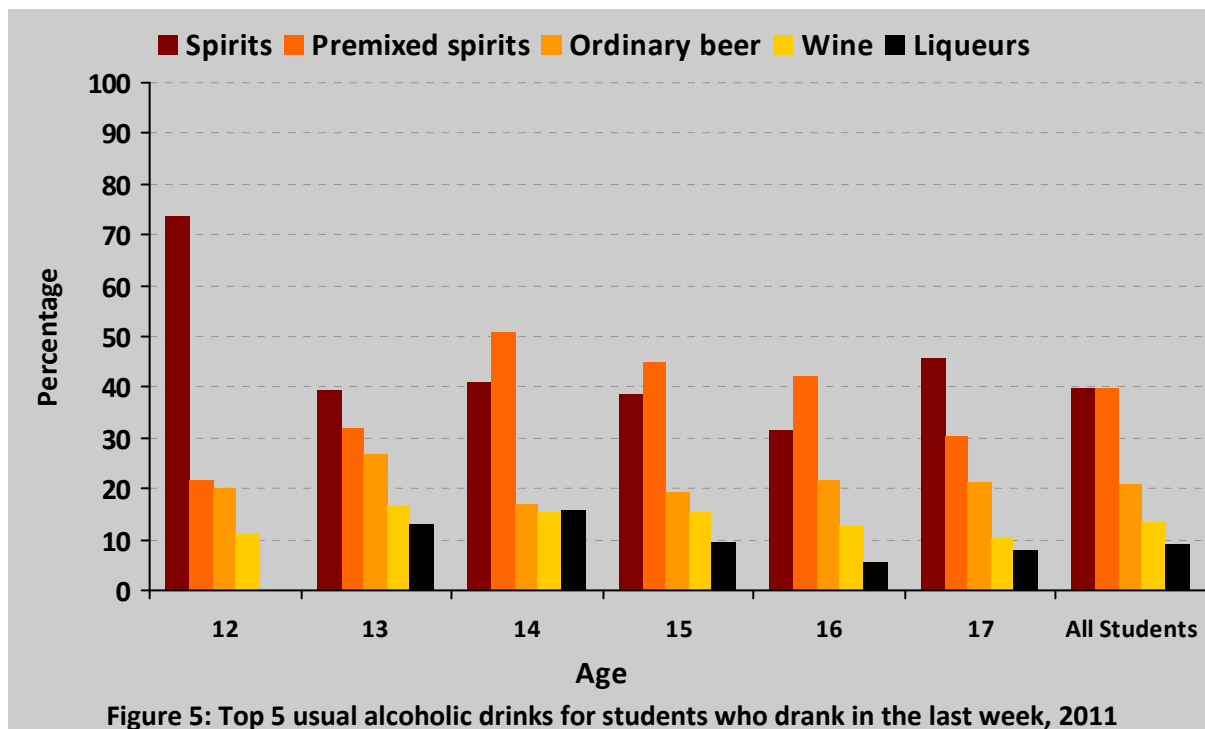 Spirits Premixed spirits Ordinary beer Wine Liqueurs
100
90
80
70
60
50
40
30
20
10
0
Percentage
12 13 14 15 16 17 All Students
Age
Figure 5: Top 5 usual alcoholic drinks for students who drank in the last week, 2011